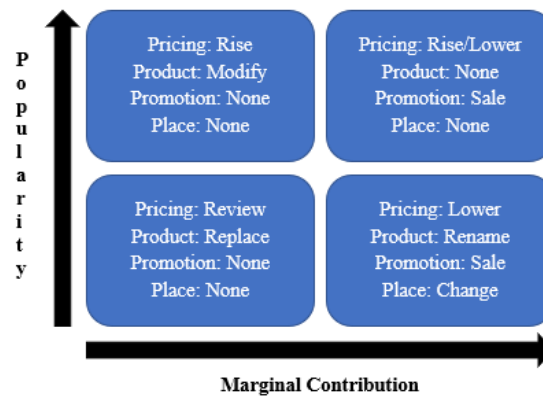 Popularity
Pricing: Rise
Product: Modify
Promotion: None
Place: None
Pricing: Rise/Lower
Product: None
Promotion: Sale
Place: None
Pricing: Review
Product: Replace
Promotion: None
Place: None
Pricing: Lower
Product: Rename
Promotion: Sale
Place: Change
Marginal Contribution